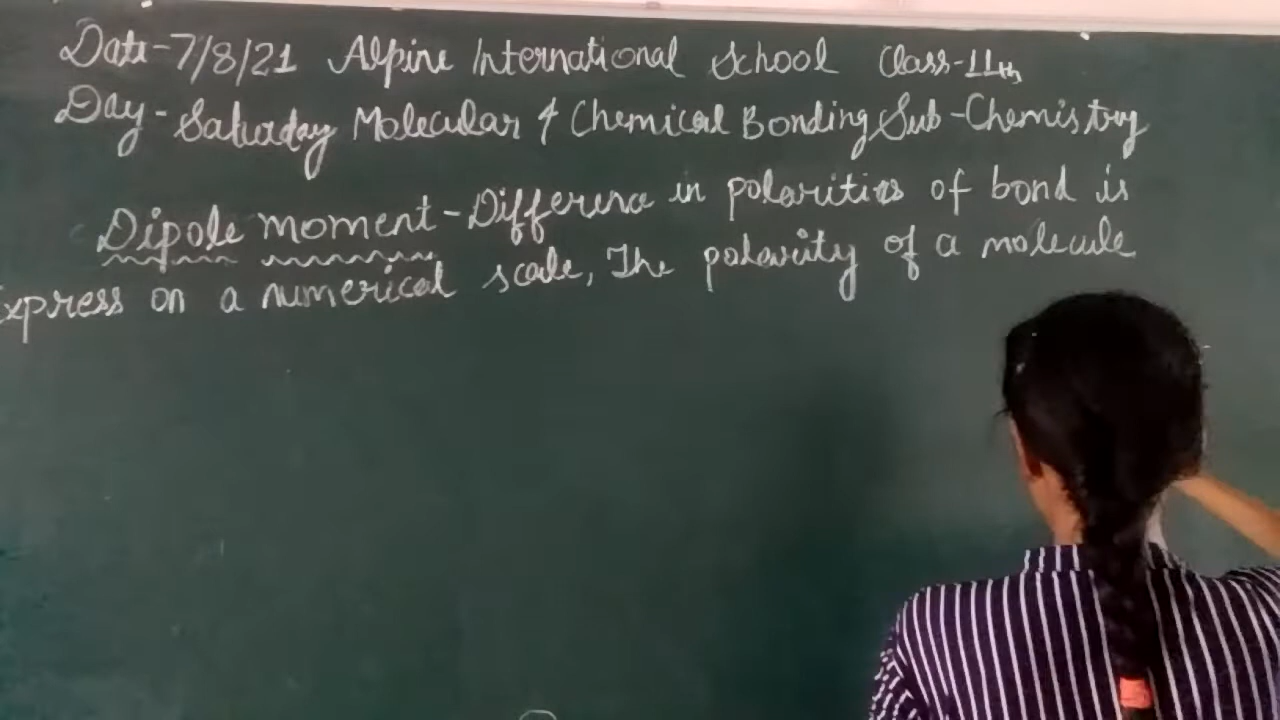 Date-7/8/21 Alpine International School Class-11th
Day-Saturday Molecular & Chemical Bonding Sub-Chemistry
Dipole moment-Difference in polarities of bond is
Express on a numerical scale, The polarity of a molecule